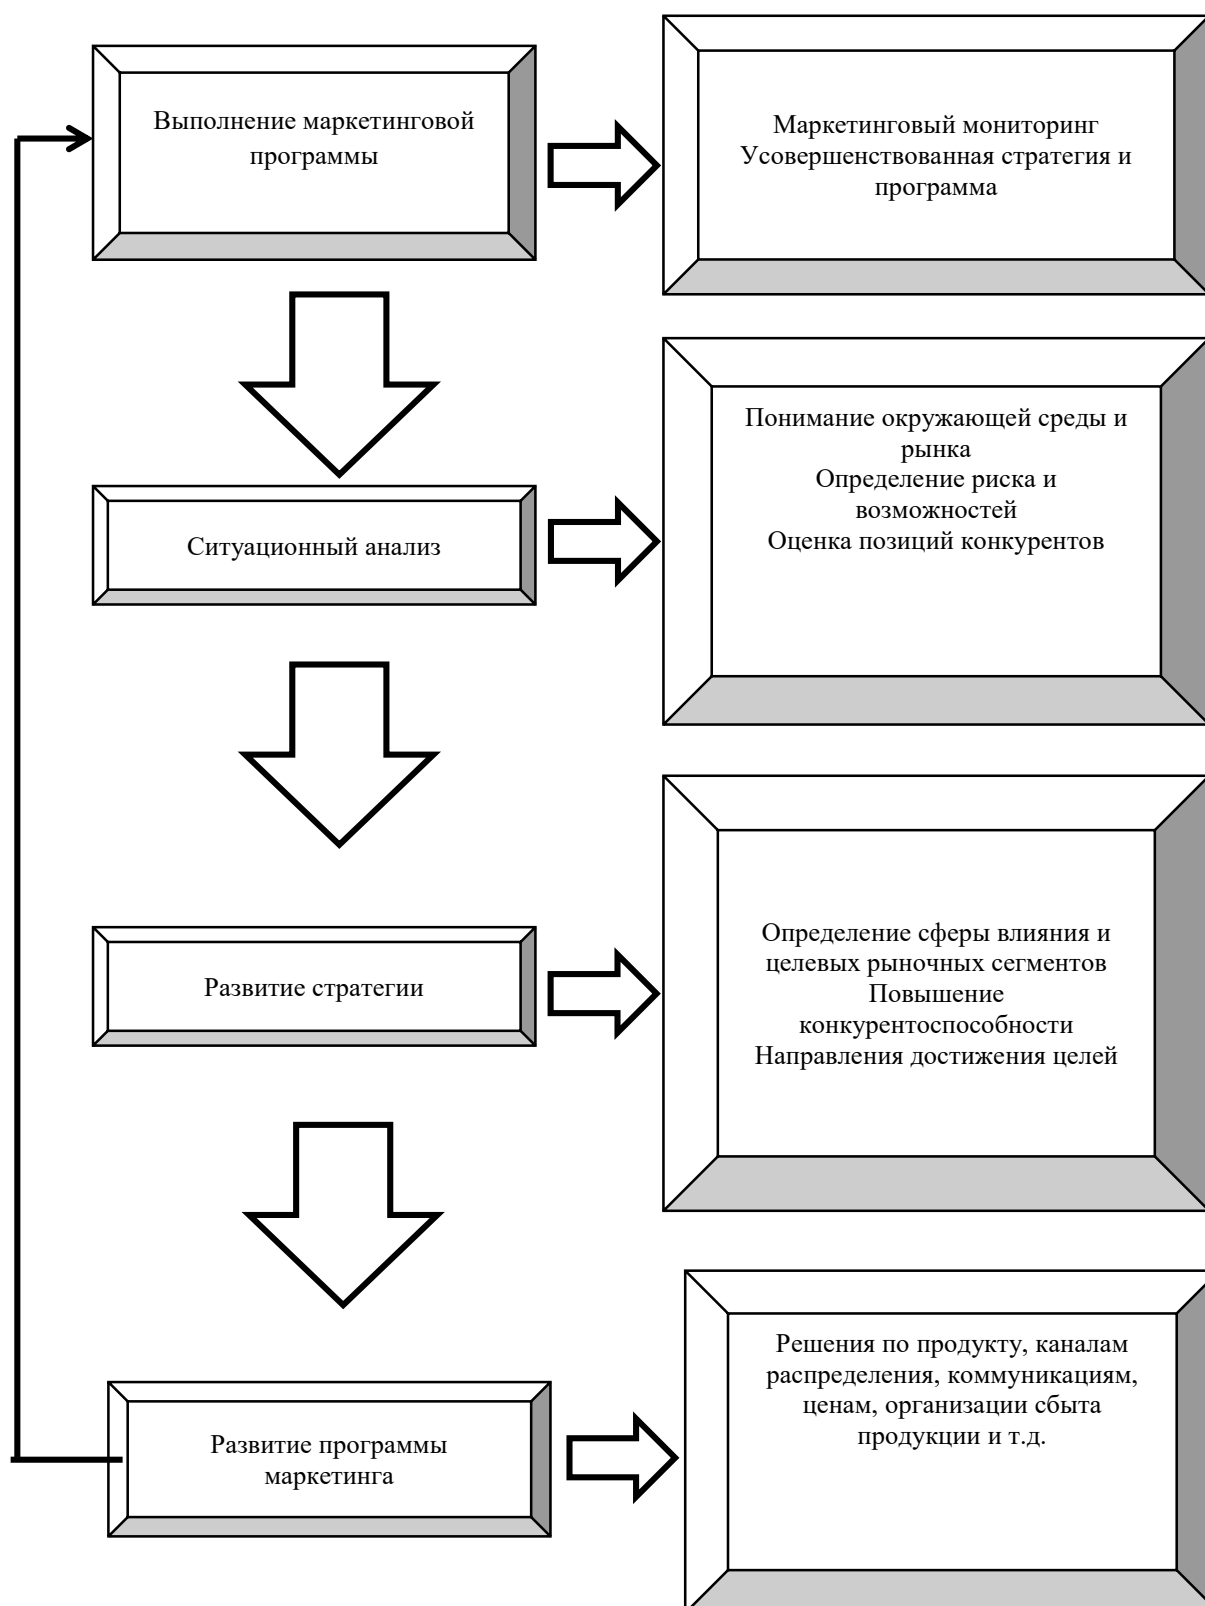 Выполнение маркетинговой
программы
Маркетинговый мониторинг
Усовершенствованная стратегия и
программа
Ситуационный анализ
Понимание окружающей среды и
рынка
Определение риска и
возможностей
Оценка позиций конкурентов
Развитие стратегии
Определение сферы влияния и
целевых рыночных сегментов
Повышение
конкурентоспособности
Направления достижения целей
Развитие программы
маркетинга
Решения по продукту, каналам
распределения, коммуникациям,
ценам, организации сбыта
продукции и т.д.